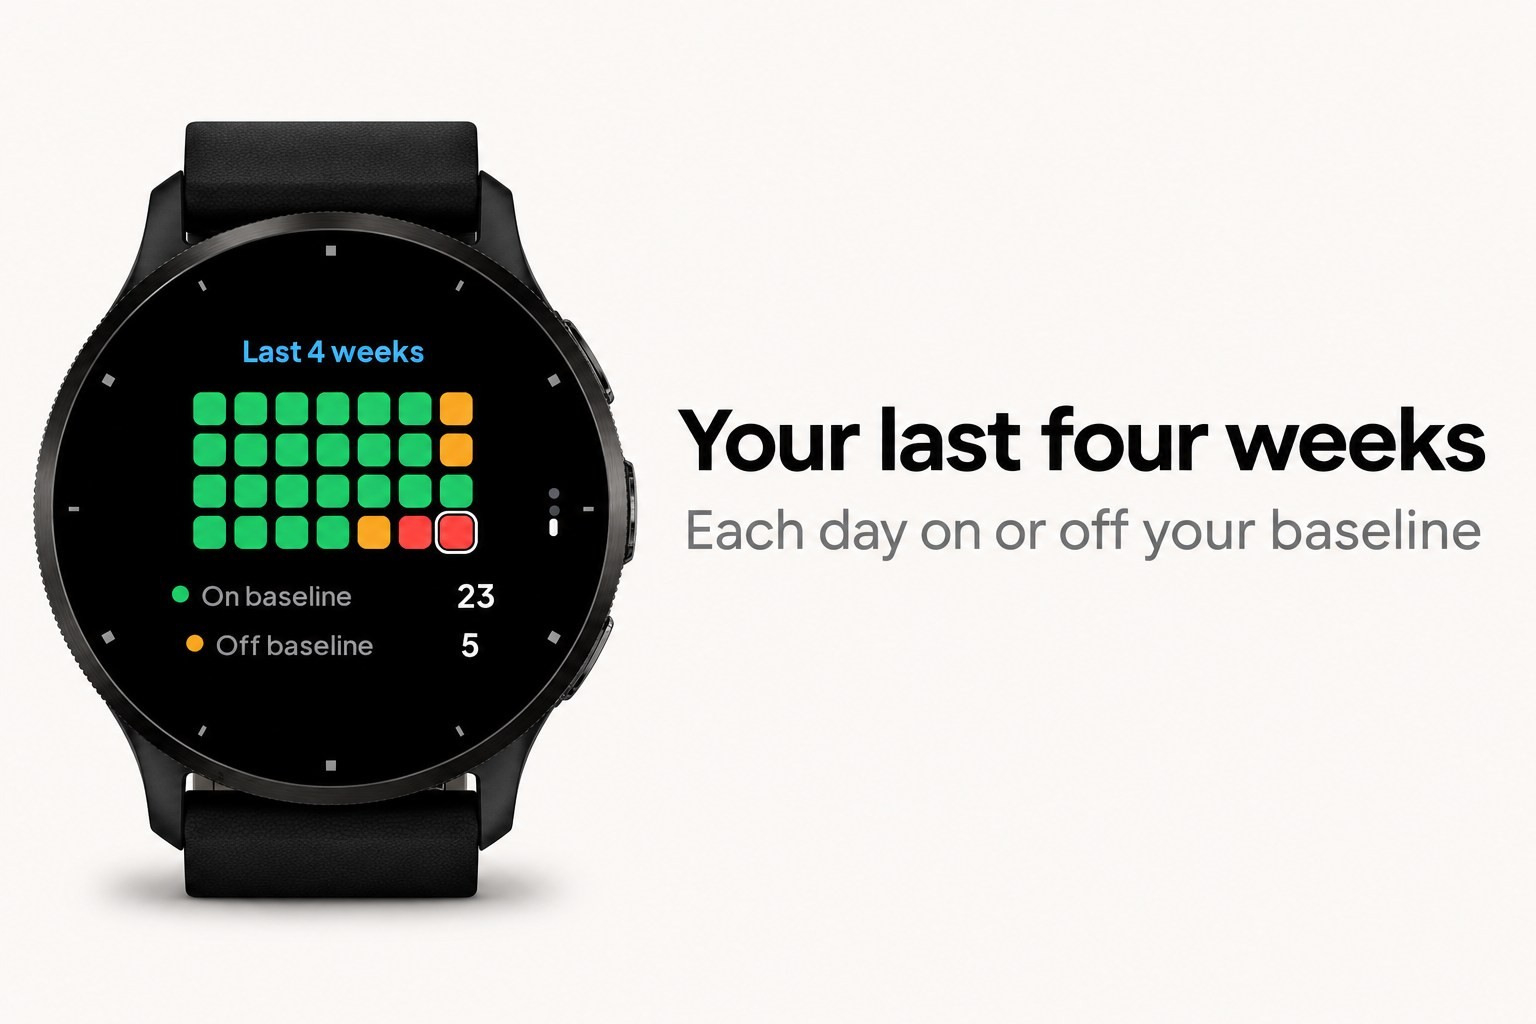 Last 4 weeks
On baseline 23
Off baseline 5
Your last four weeks
Each day on or off your baseline